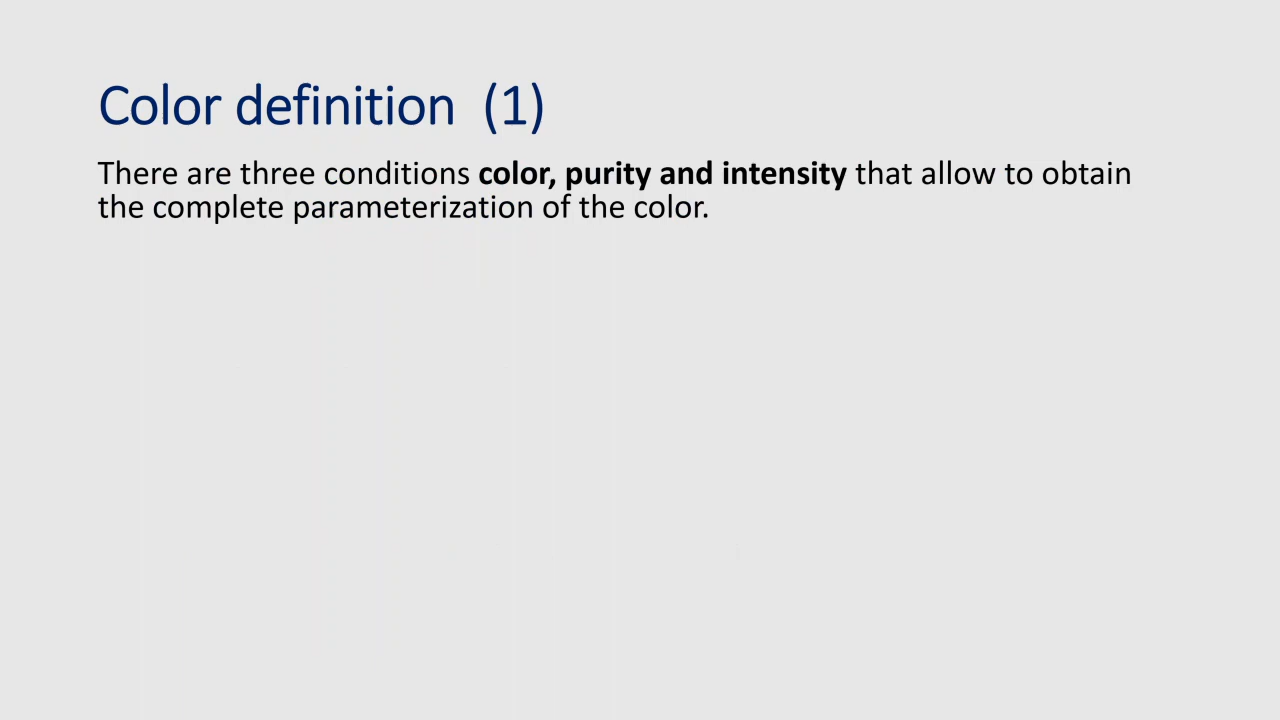 Color definition  (1)
There are three conditions color, purity and intensity that allow to obtain
the complete parameterization of the color.